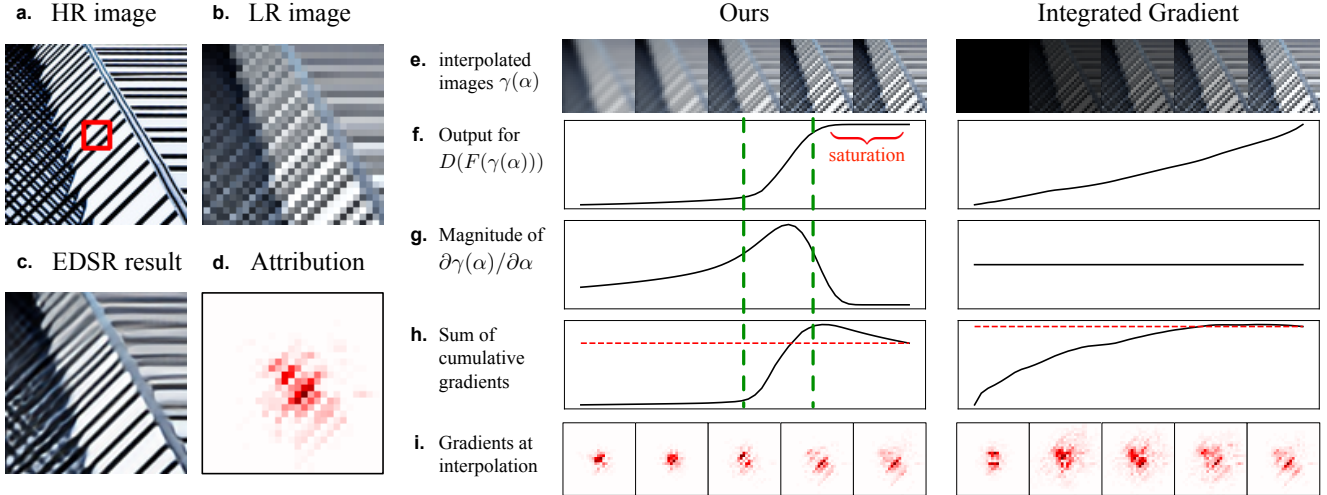 a. HR image
b. LR image
c. EDSR result
d. Attribution
Ours
Integrated Gradient
e. interpolated
images γ(α)
f. Output for
D(F(γ(α)))
saturation
g. Magnitude of
∂γ(α)/∂α
h. Sum of
cumulative
gradients
i. Gradients at
interpolation